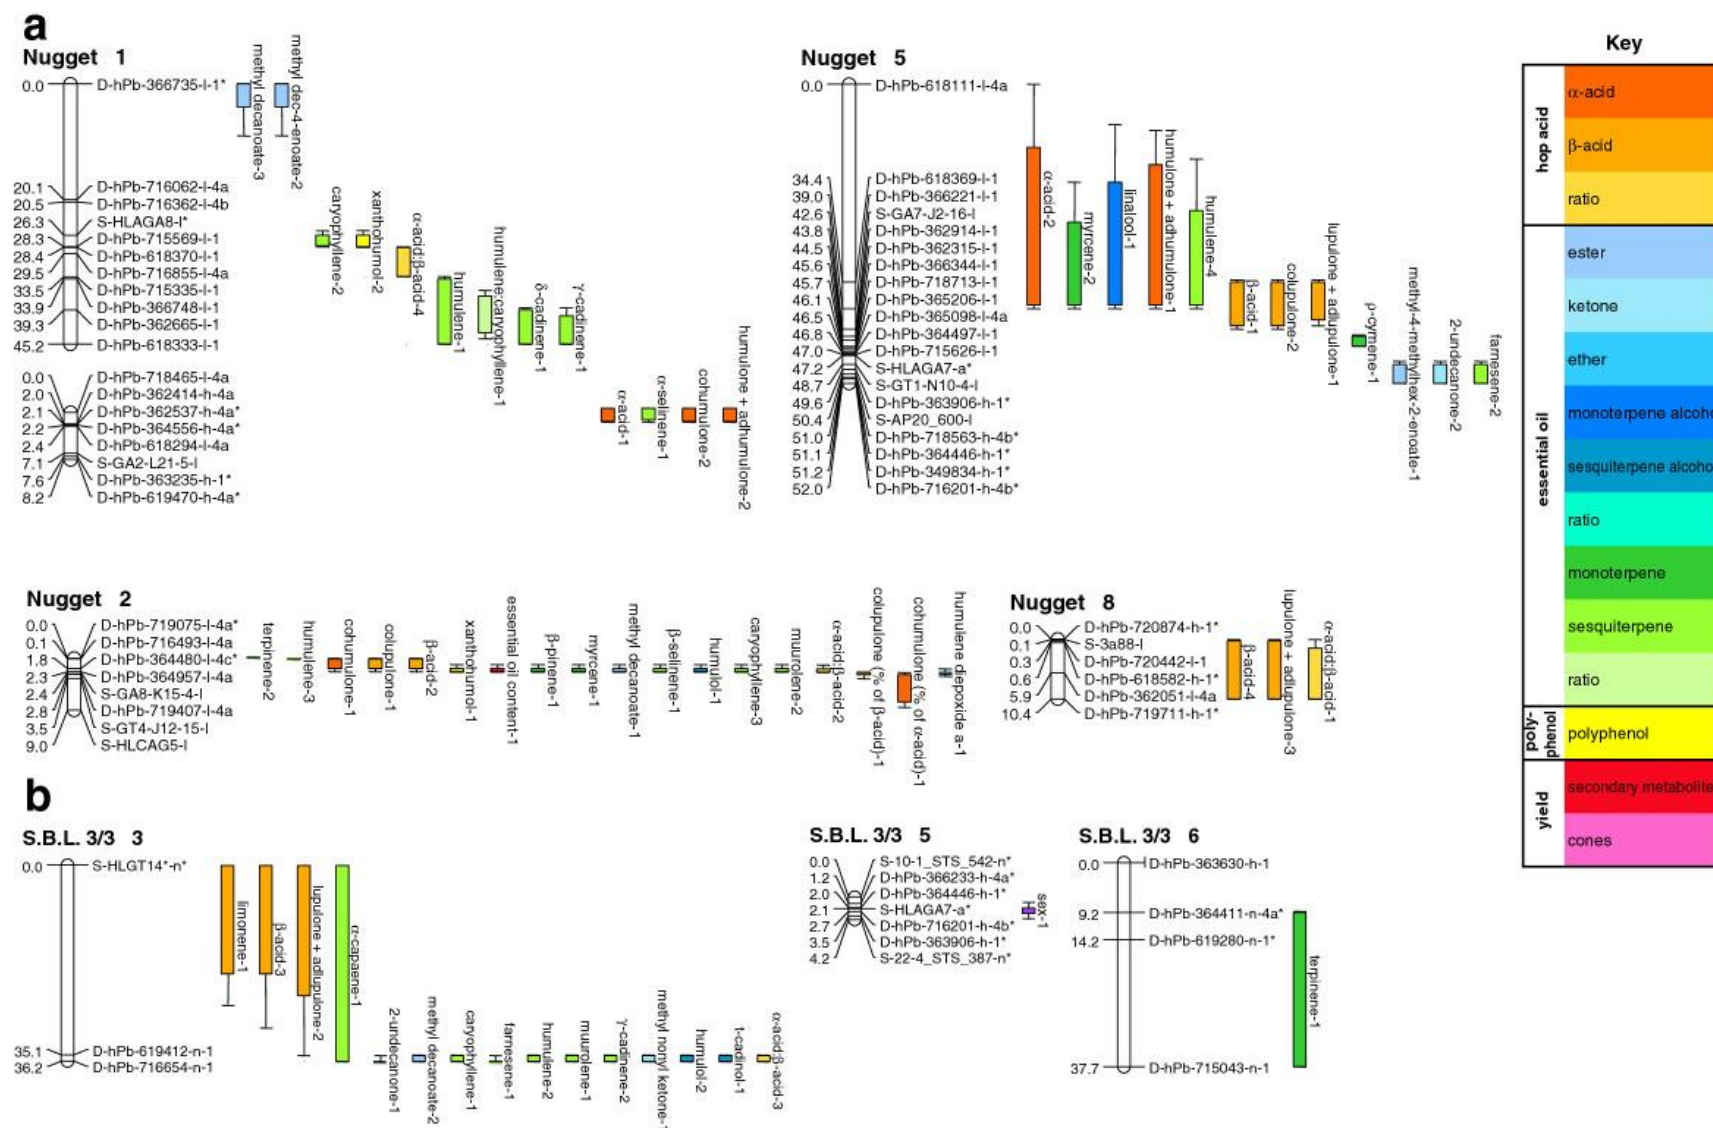 a
Nugget 1
0.0 D-hPb-366735-l-1*
20.1 D-hPb-716062-l-4a
20.5 D-hPb-716362-l-4b
26.3 S-HLAGA8-l*
28.3 D-hPb-715569-l-1
28.4 D-hPb-618370-l-1
29.5 D-hPb-716855-l-4a
33.5 D-hPb-715335-l-1
33.9 D-hPb-366748-l-1
39.3 D-hPb-362665-l-1
45.2 D-hPb-618333-l-1
0.0 D-hPb-718465-l-4a
2.0 D-hPb-362414-h-4a
2.1 D-hPb-362537-h-4a*
2.2 D-hPb-364556-h-4a*
2.4 D-hPb-618294-l-4a
7.1 S-GA2-L21-5-l
7.6 D-hPb-363235-h-1*
8.2 D-hPb-619470-h-4a*
methyl decanoate-3
methyl dec-4-enoate-2
caryophyllene-2
xanthohumol-2
α-acid:β-acid-4
humulene-1
humulene:caryophyllene-1
δ-cadinene-1
γ-cadinene-1
α-acid-1
α-selinene-1
cohumulone-2
humulone + adhumulone-2
Nugget 5
0.0 D-hPb-618111-l-4a
34.4 D-hPb-618369-l-1
39.0 D-hPb-366221-l-1
42.6 S-GA7-J2-16-l
43.8 D-hPb-362914-l-1
44.5 D-hPb-362315-l-1
45.6 D-hPb-366344-l-1
45.7 D-hPb-718713-l-1
46.1 D-hPb-365206-l-1
46.5 D-hPb-365098-l-4a
46.8 D-hPb-364497-l-1
47.0 D-hPb-715626-l-1
47.2 S-HLAGA7-a*
48.7 S-GT1-N10-4-l
49.6 D-hPb-363906-h-1*
50.4 S-AP20_600-l
51.0 D-hPb-718563-h-4b*
51.1 D-hPb-364446-h-1*
51.2 D-hPb-349834-h-1*
52.0 D-hPb-716201-h-4b*
α-acid-2
myrcene-2
linalool-1
humulone + adhumulone-1
humulene-4
β-acid-1
colupulone-2
lupulone + adlupulone-1
ρ-cymene-1
methyl-4-methylhex-2-enoate-1
2-undecanone-2
farnesene-2
Key
hop acid
α-acid
β-acid
ratio
essential oil
ester
ketone
ether
monoterpene alcoho
sesquiterpene alcoho
ratio
monoterpene
sesquiterpene
ratio
poly-
phenol
polyphenol
yield
secondary metabolite
cones
Nugget 2
0.0 D-hPb-719075-l-4a*
0.1 D-hPb-716493-l-4a
1.8 D-hPb-364480-l-4c*
2.3 D-hPb-364957-l-4a
2.4 S-GA8-K15-4-l
2.8 D-hPb-719407-l-4a
3.5 S-GT4-J12-15-l
9.0 S-HLCAG5-l
terpinene-2
humulene-3
cohumulone-1
colupulone-1
β-acid-2
xanthohumol-1
essential oil content-1
β-pinene-1
myrcene-1
methyl decanoate-1
β-selinene-1
humulol-1
caryophyllene-3
muurolene-2
α-acid:β-acid-2
colupulone (% of β-acid)-1
cohumulone (% of α-acid)-1
humulene diepoxide a-1
Nugget 8
0.0 D-hPb-720874-h-1*
0.1 S-3a88-l
0.3 D-hPb-720442-l-1
0.6 D-hPb-618582-h-1*
5.9 D-hPb-362051-l-4a
10.4 D-hPb-719711-h-1*
β-acid-4
lupulone + adlupulone-3
α-acid:β-acid-1
b
S.B.L. 3/3 3
0.0 S-HLGT14*-n*
35.1 D-hPb-619412-n-1
36.2 D-hPb-716654-n-1
limonene-1
β-acid-3
lupulone + adlupulone-2
α-capaene-1
2-undecanone-1
methyl decanoate-2
caryophyllene-1
farnesene-1
humulene-2
muurolene-1
γ-cadinene-2
methyl nonyl ketone-1
humulol-2
t-cadinol-1
α-acid:β-acid-3
S.B.L. 3/3 5
0.0 S-10-1_STS_542-n*
1.2 D-hPb-366233-h-4a*
2.0 D-hPb-364446-h-1*
2.1 S-HLAGA7-a*
2.7 D-hPb-716201-h-4b*
3.5 D-hPb-363906-h-1*
4.2 S-22-4_STS_387-n*
sex-1
S.B.L. 3/3 6
0.0 D-hPb-363630-h-1
9.2 D-hPb-364411-n-4a*
14.2 D-hPb-619280-n-1*
37.7 D-hPb-715043-n-1
terpinene-1